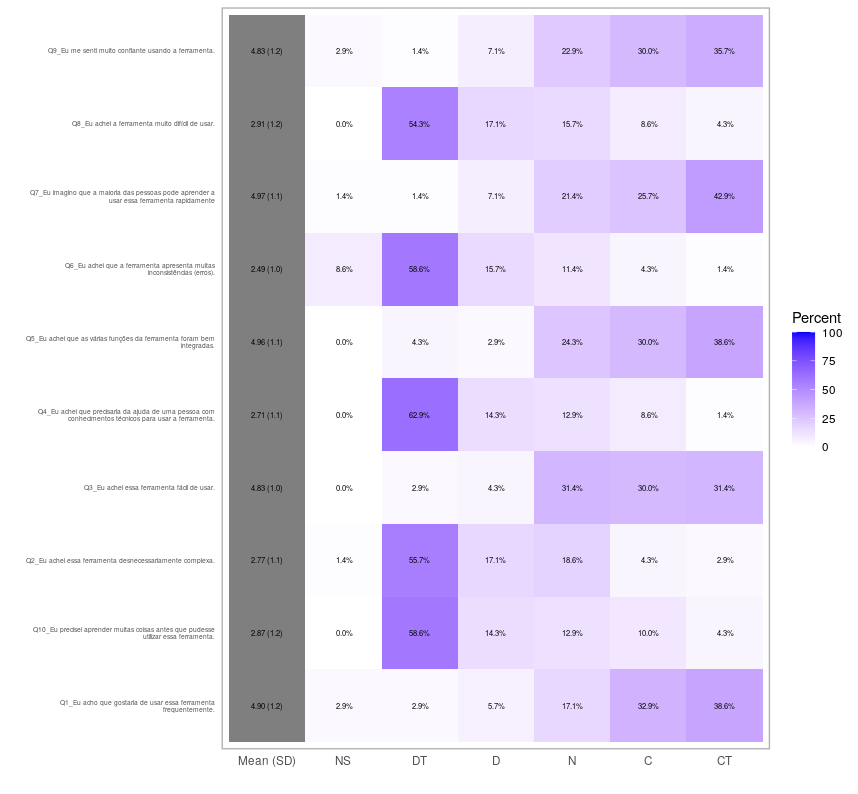 Q9_Eu me senti muito confiante usando a ferramenta.
4.83 (1.2) 2.9% 1.4% 7.1% 22.9% 30.0% 35.7%
Q8_Eu achei a ferramenta muito difícil de usar.
2.91 (1.2) 0.0% 54.3% 17.1% 15.7% 8.6% 4.3%
Q7_Eu imagino que a maioria das pessoas pode aprender a
usar essa ferramenta rapidamente
4.97 (1.1) 1.4% 1.4% 7.1% 21.4% 25.7% 42.9%
Q6_Eu achei que a ferramenta apresenta muitas
inconsistências (erros).
2.49 (1.0) 8.6% 58.6% 15.7% 11.4% 4.3% 1.4%
Q5_Eu achei que as várias funções da ferramenta foram bem
integradas.
4.96 (1.1) 0.0% 4.3% 2.9% 24.3% 30.0% 38.6%
Q4_Eu achei que precisaria da ajuda de uma pessoa com
conhecimentos técnicos para usar a ferramenta.
2.71 (1.1) 0.0% 62.9% 14.3% 12.9% 8.6% 1.4%
Q3_Eu achei essa ferramenta fácil de usar.
4.83 (1.0) 0.0% 2.9% 4.3% 31.4% 30.0% 31.4%
Q2_Eu achei essa ferramenta desnecessariamente complexa.
2.77 (1.1) 1.4% 55.7% 17.1% 18.6% 4.3% 2.9%
Q10_Eu precisei aprender muitas coisas antes que pudesse
utilizar essa ferramenta.
2.87 (1.2) 0.0% 58.6% 14.3% 12.9% 10.0% 4.3%
Q1_Eu acho que gostaria de usar essa ferramenta
frequentemente.
4.90 (1.2) 2.9% 2.9% 5.7% 17.1% 32.9% 38.6%
Mean (SD) NS DT D N C CT
Percent
100
75
50
25
0